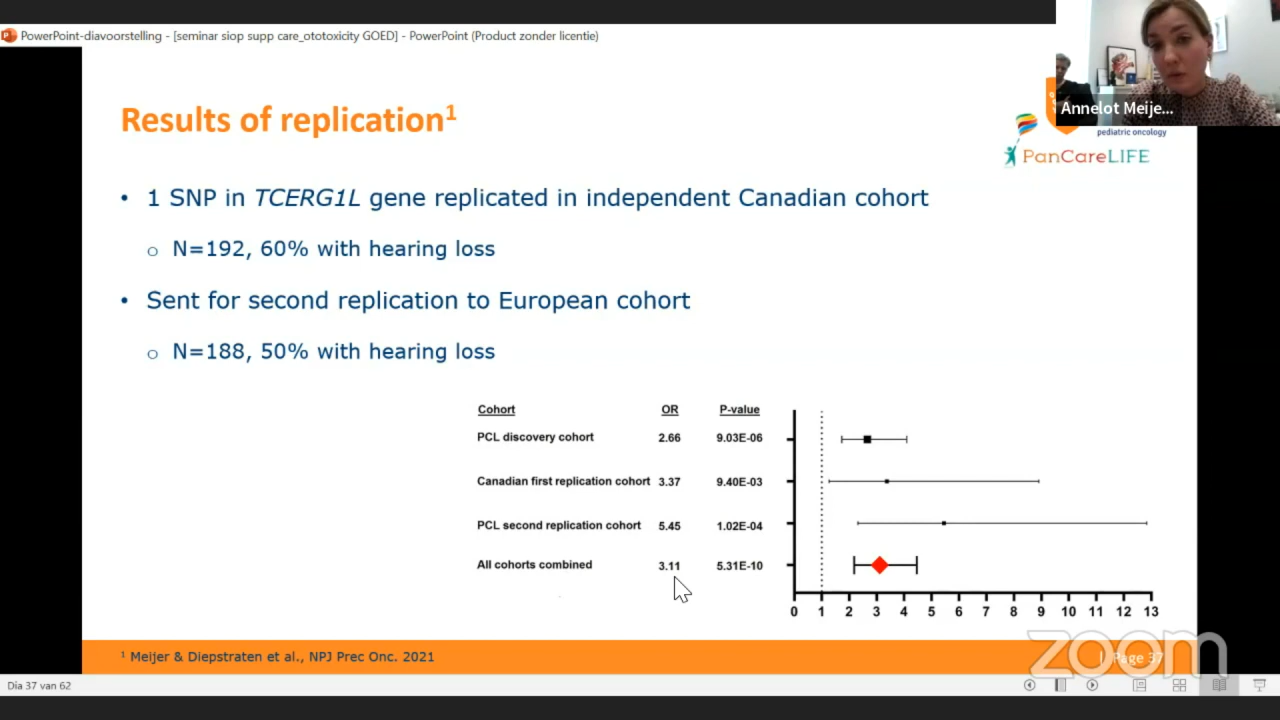 PowerPoint-diavoorstelling - [seminar siop supp care_ototoxicity GOED] - PowerPoint (Product zonder licentie)
Annelot Meije...
Results of replication1
pediatric oncology
PanCareLIFE
• 1 SNP in TCERG1L gene replicated in independent Canadian cohort
o N=192, 60% with hearing loss
• Sent for second replication to European cohort
o N=188, 50% with hearing loss
Cohort OR P-value
PCL discovery cohort 2.66 9.03E-06
Canadian first replication cohort 3.37 9.40E-03
PCL second replication cohort 5.45 1.02E-04
All cohorts combined 3.11 5.31E-10
0 1 2 3 4 5 6 7 8 9 10 11 12 13
1 Meijer & Diepstraten et al., NPJ Prec Onc. 2021
| Page 37
zoom
Dia 37 van 62